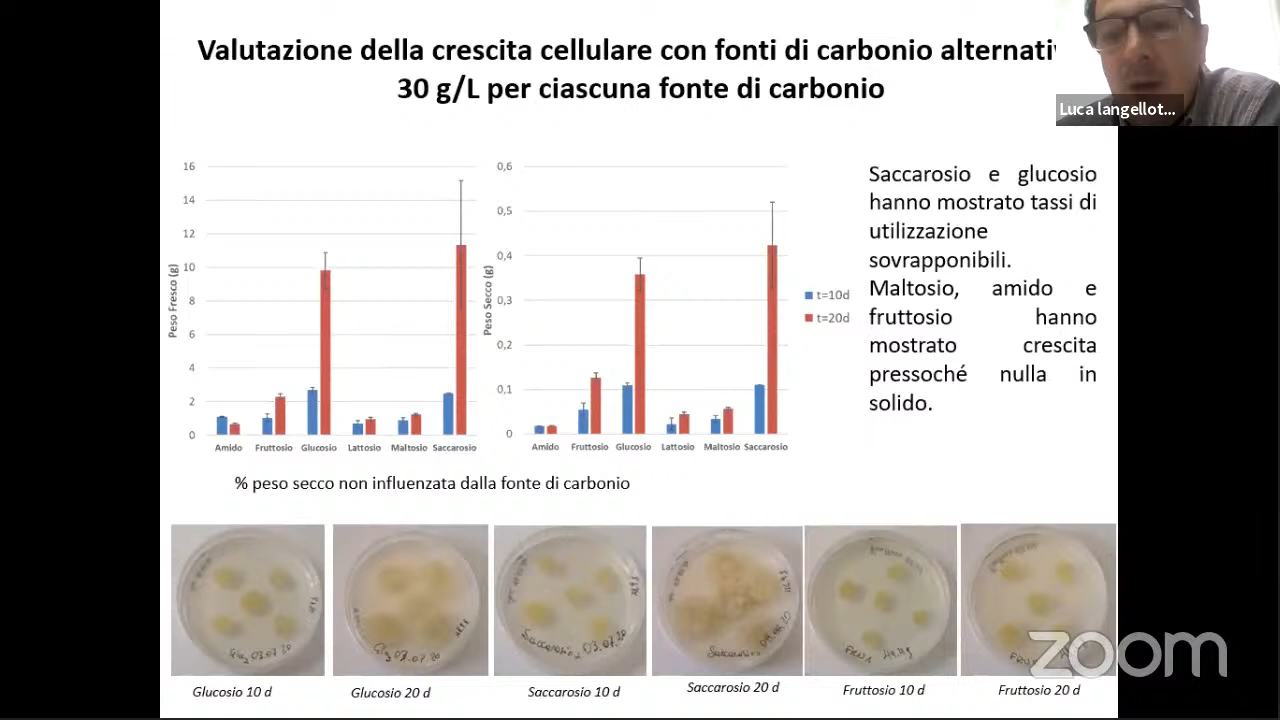 Valutazione della crescita cellulare con fonti di carbonio alternati
30 g/L per ciascuna fonte di carbonio
Luca langellot...
16
14
12
10
8
6
4
2
0
Peso Fresco (g)
Amido Fruttosio Glucosio Lattosio Maltosio Saccarosio
0,6
0,5
0,4
0,3
0,2
0,1
0
Peso Secco (g)
Amido Fruttosio Glucosio Lattosio Maltosio Saccarosio
t=10d
t=20d
Saccarosio e glucosio
hanno mostrato tassi di
utilizzazione
sovrapponibili.
Maltosio, amido e
fruttosio hanno
mostrato crescita
pressoché nulla in
solido.
% peso secco non influenzata dalla fonte di carbonio
Glucosio 10 d
Glucosio 20 d
Saccarosio 10 d
Saccarosio 20 d
Fruttosio 10 d
Fruttosio 20 d
zoom